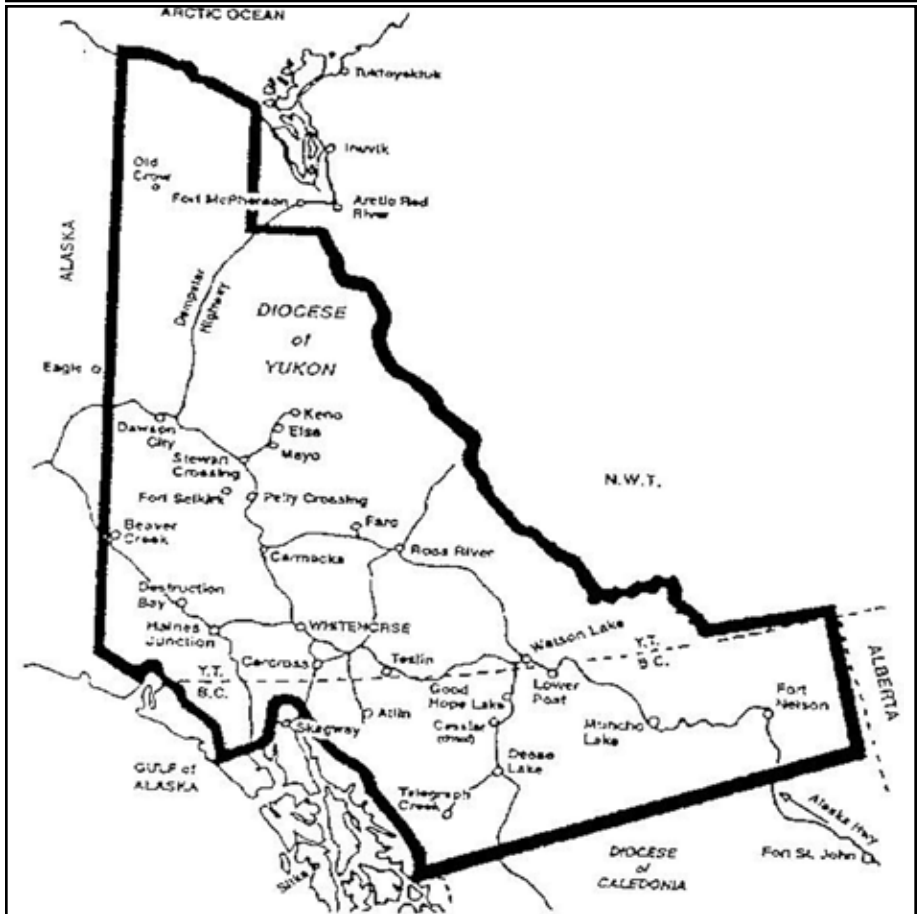 ARCTIC OCEAN
Tuktoyaktuk
Inuvik
Old
Crow
Fort McPherson
Arctic Red
River
ALASKA
Dempster
Highway
DIOCESE
of
YUKON
Eagle
Keno
Elsa
Mayo
Dawson
City
Stewart
Crossing
N.W.T.
Fort Selkirk
Pelly Crossing
Faro
Beaver
Creek
Ross River
Carmacks
Destruction
Bay
Haines
Junction
WHITEHORSE
Watson Lake
Y.T.
B.C.
ALBERTA
Carcross
Teslin
Y.T.
B.C.
Good
Hope Lake
Lower
Post
Fort
Nelson
Atlin
Cassiar
(closed)
Muncho
Lake
Skagway
Dease
Lake
GULF of
ALASKA
Telegraph
Creek
Alaska Hwy
Sitka
DIOCESE
of
CALEDONIA
Fort St. John